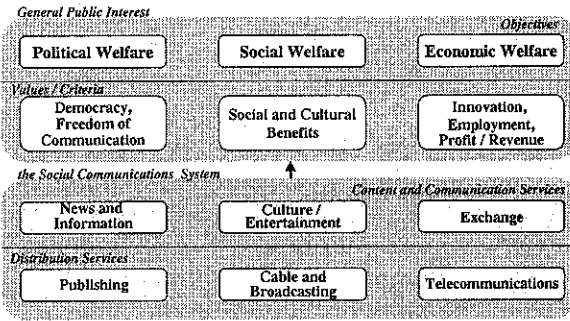 General Public Interest
Objectives
Political Welfare
Social Welfare
Economic Welfare
Values / Criteria
Democracy,
Freedom of
Communication
Social and Cultural
Benefits
Innovation,
Employment,
Profit / Revenue
the Social Communications System
Content and Communication Services
News and
Information
Culture /
Entertainment
Exchange
Distribution Services
Publishing
Cable and
Broadcasting
Telecommunications